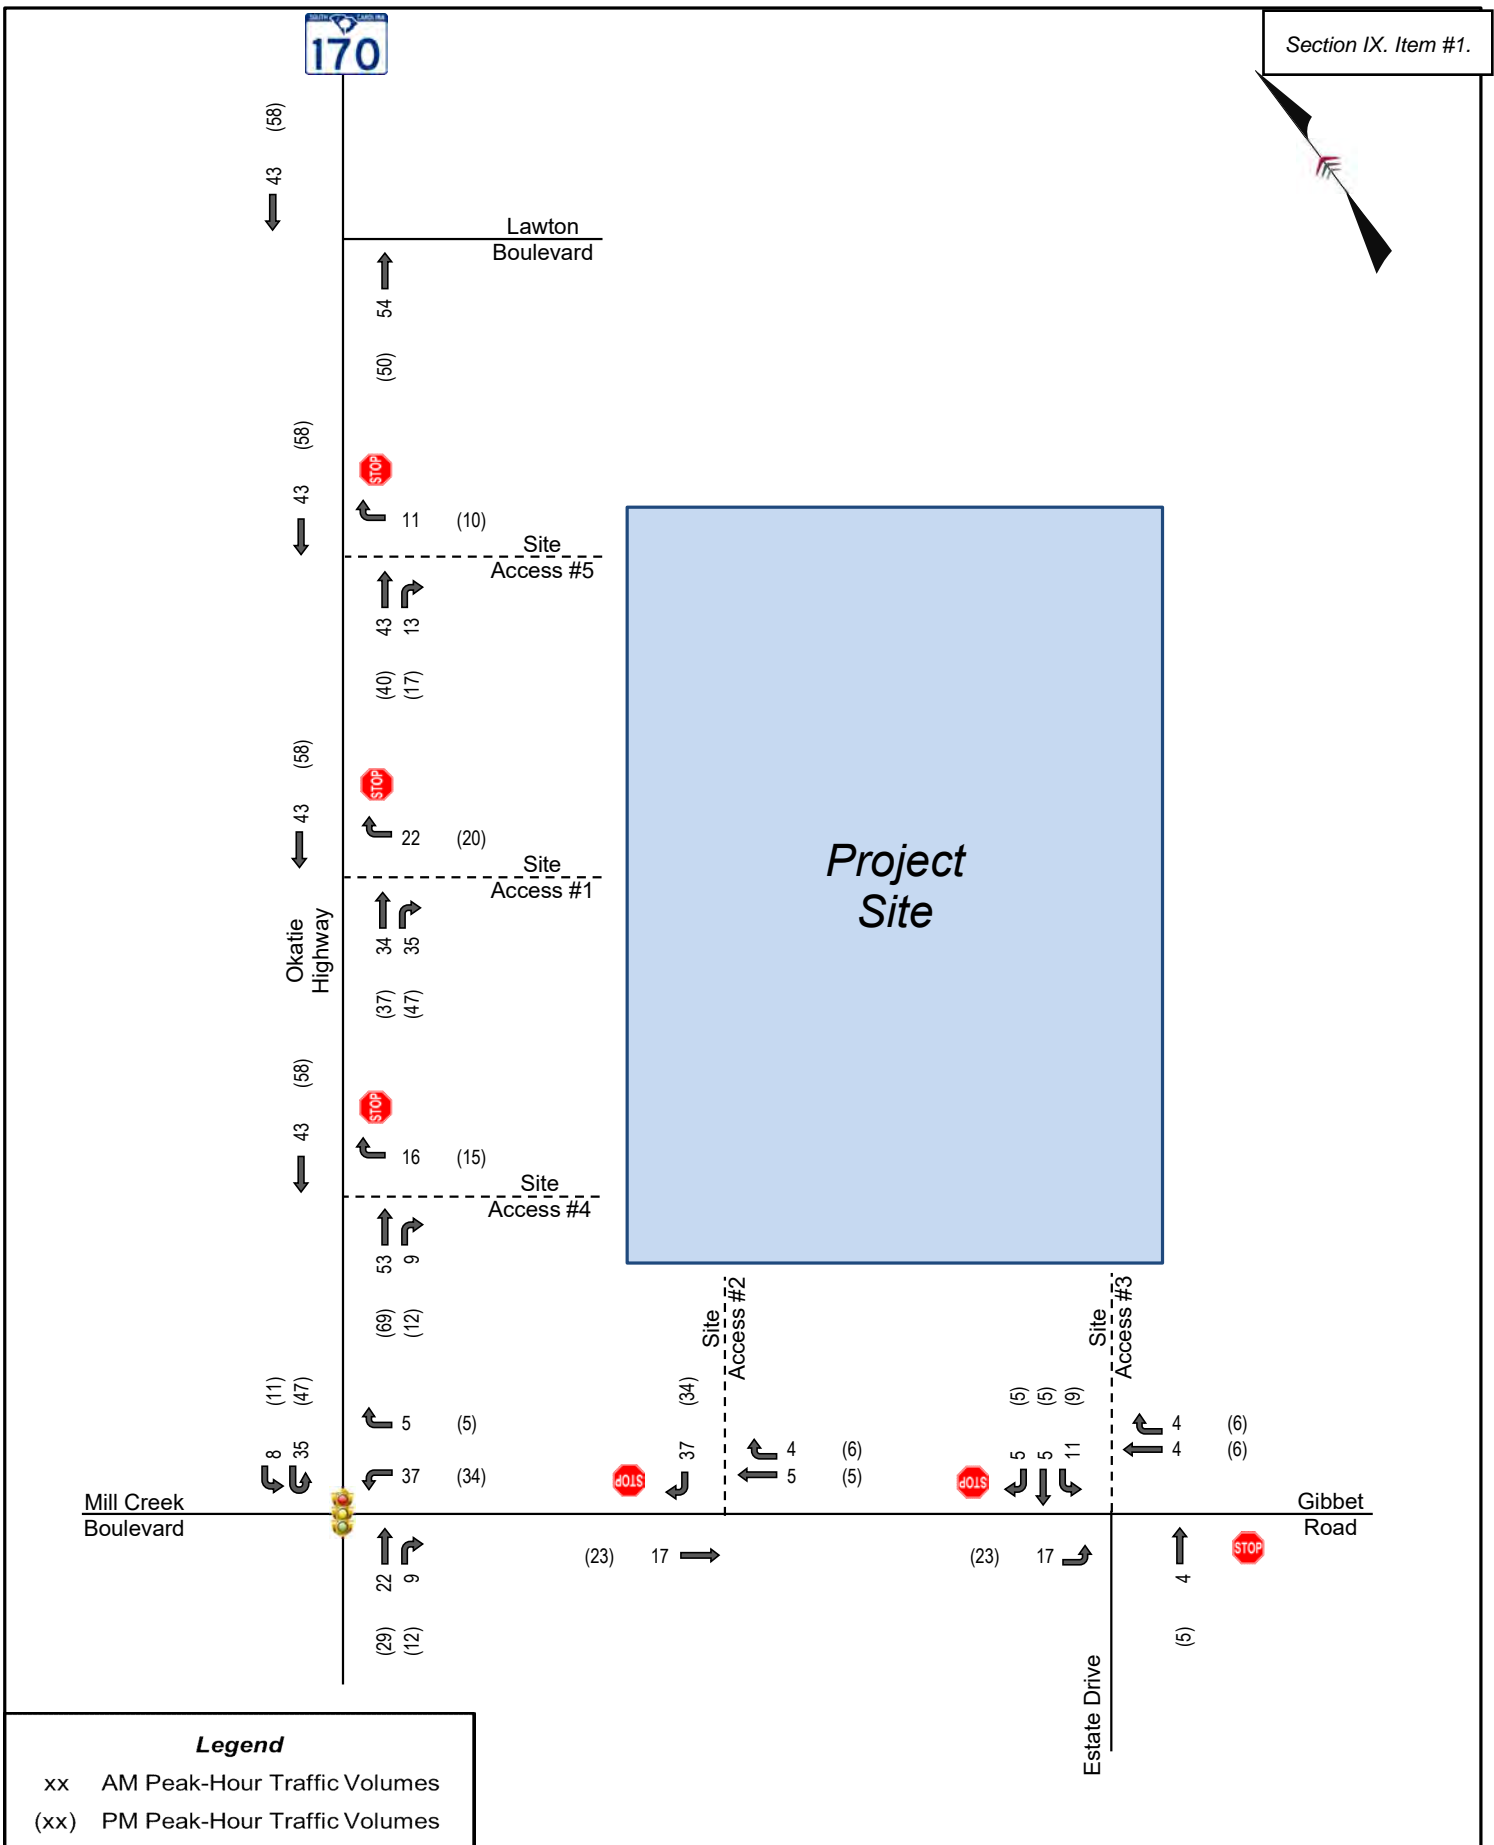 SOUTH CAROLINA
170
Section IX. Item #1.
(58)
43
Lawton
Boulevard
54
(50)
(58)
43
STOP
11 (10)
Site
Access #5
43 13
(40) (17)
(58)
43
STOP
22 (20)
Site
Access #1
34 35
(37) (47)
Okatie
Highway
Project
Site
(58)
43
STOP
16 (15)
Site
Access #4
53 9
(69) (12)
Site
Access #2
Site
Access #3
(11) (47)
8 35
5 (5)
37 (34)
(34)
37
STOP
4 (6)
5 (5)
(5) (5) (9)
5 5 11
STOP
4 (6)
4 (6)
Mill Creek
Boulevard
Gibbet
Road
22 9
(29) (12)
(23) 17
(23) 17
4
(5)
STOP
Estate Drive
Legend
xx AM Peak-Hour Traffic Volumes
(xx) PM Peak-Hour Traffic Volumes